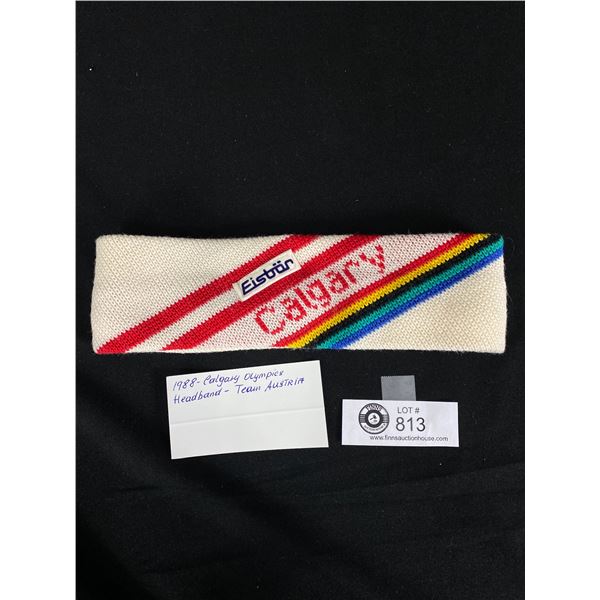 Eisbär
Calgary
1988- Calgary Olympics
Headband - Team AUSTRIA
LOT #
813
www.finnsauctionhouse.com